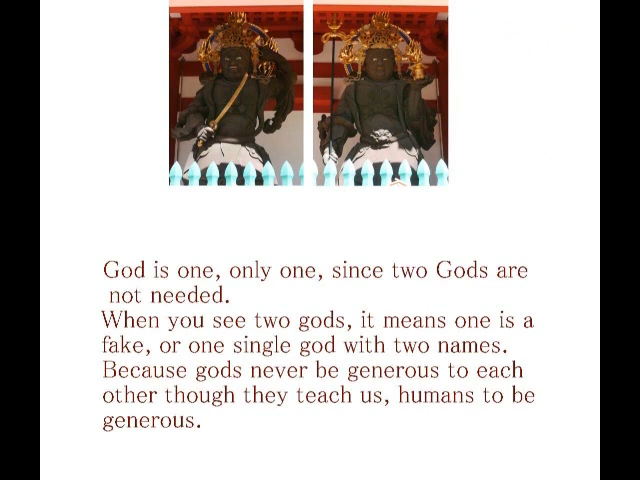 God is one, only one, since two Gods are
not needed.
When you see two gods, it means one is a
fake, or one single god with two names.
Because gods never be generous to each
other though they teach us, humans to be
generous.